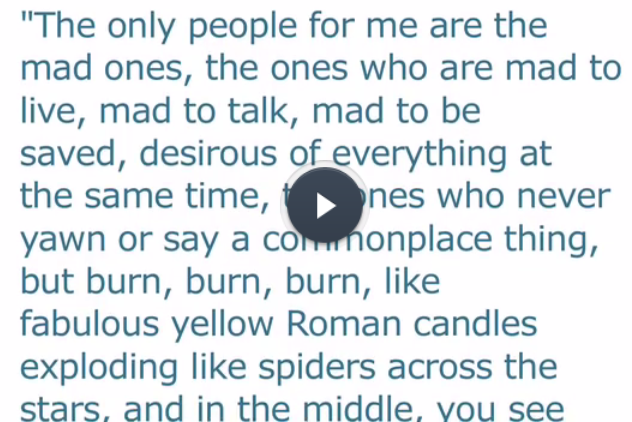 "The only people for me are the
mad ones, the ones who are mad to
live, mad to talk, mad to be
saved, desirous of everything at
the same time, ones who never
yawn or say a commonplace thing,
but burn, burn, burn, like
fabulous yellow Roman candles
exploding like spiders across the
stars, and in the middle, you see